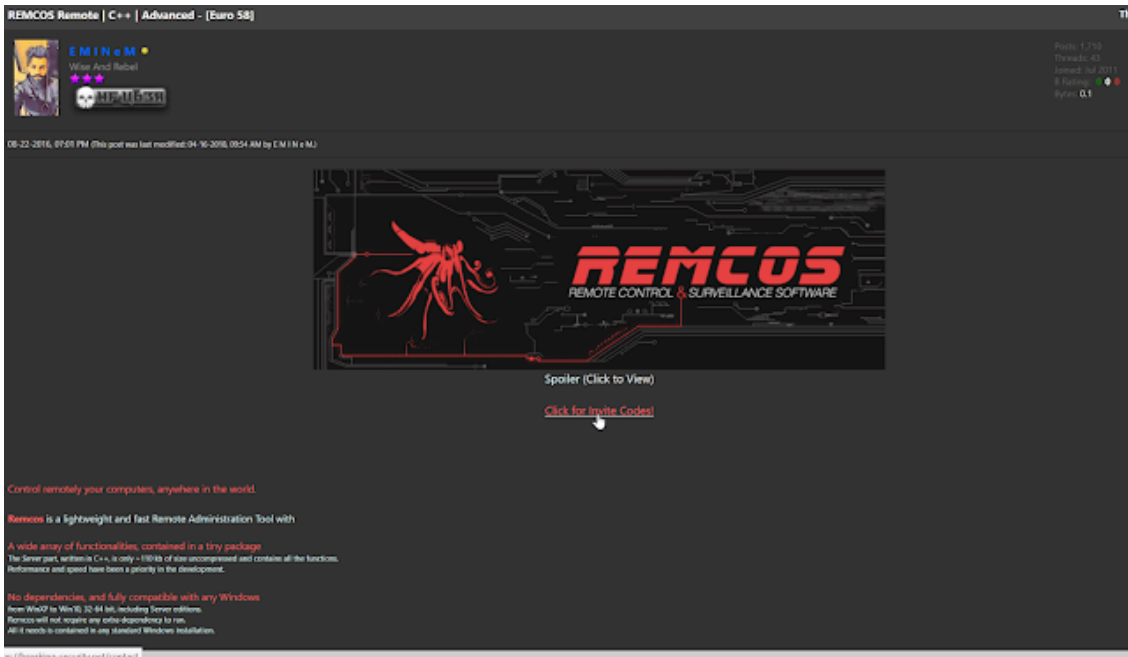 REMCOS Remote | C++ | Advanced - [Euro 58]
E M I N e M
Wise And Rebel
Posts: 1,710
Threads: 43
Joined: Jul 2011
B Rating: 0 0 0
Bytes: 0.1
08-22-2016, 07:01 PM (This post was last modified: 04-16-2018, 09:54 AM by E M I N e M.)
REMCOS
REMOTE CONTROL & SURVEILLANCE SOFTWARE
Spoiler (Click to View)
Click for Invite Codes!
Control remotely your computers, anywhere in the world.
Remcos is a lightweight and fast Remote Administration Tool with
A wide array of functionalities, contained in a tiny package
The Server part, written in C++, is only ~110 kb of size uncompressed and contains all the functions.
Performance and speed have been a priority in the development.
No dependencies, and fully compatible with any Windows
from WinXP to Win10, 32-64 bit, including Server editions.
Remcos will not require any extra dependency to run.
All it needs is contained in any standard Windows installation.